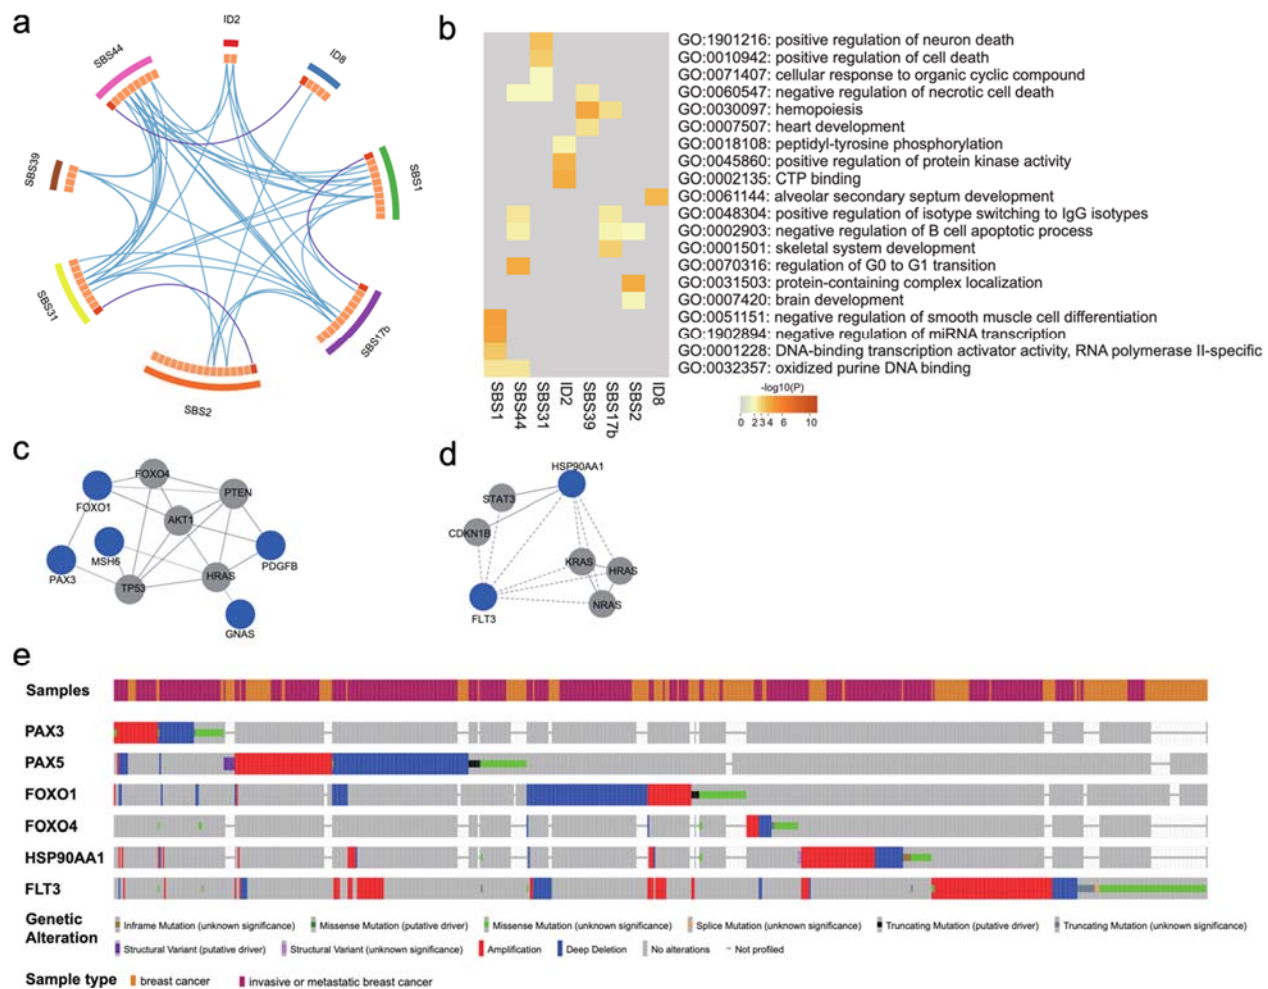 a
ID2
SBS44
ID8
SBS39
SBS1
SBS31
SBS17b
SBS2
b
GO:1901216: positive regulation of neuron death
GO:0010942: positive regulation of cell death
GO:0071407: cellular response to organic cyclic compound
GO:0060547: negative regulation of necrotic cell death
GO:0030097: hemopoiesis
GO:0007507: heart development
GO:0018108: peptidyl-tyrosine phosphorylation
GO:0045860: positive regulation of protein kinase activity
GO:0002135: CTP binding
GO:0061144: alveolar secondary septum development
GO:0048304: positive regulation of isotype switching to IgG isotypes
GO:0002903: negative regulation of B cell apoptotic process
GO:0001501: skeletal system development
GO:0070316: regulation of G0 to G1 transition
GO:0031503: protein-containing complex localization
GO:0007420: brain development
GO:0051151: negative regulation of smooth muscle cell differentiation
GO:1902894: negative regulation of miRNA transcription
GO:0001228: DNA-binding transcription activator activity, RNA polymerase II-specific
GO:0032357: oxidized purine DNA binding
SBS1 SBS44 SBS31 ID2 SBS39 SBS17b SBS2 ID8
-log10(P)
0 2 3 4 6 10
c
FOXO4
FOXO1
PTEN
AKT1
MSH6
PDGFB
PAX3
TP53
HRAS
GNAS
d
HSP90AA1
STAT3
CDKN1B
KRAS
HRAS
FLT3
NRAS
e
Samples
PAX3
PAX5
FOXO1
FOXO4
HSP90AA1
FLT3
Genetic Alteration
Inframe Mutation (unknown significance) Missense Mutation (putative driver) Missense Mutation (unknown significance) Splice Mutation (unknown significance) Truncating Mutation (putative driver) Truncating Mutation (unknown significance)
Structural Variant (putative driver) Structural Variant (unknown significance) Amplification Deep Deletion No alterations Not profiled
Sample type breast cancer invasive or metastatic breast cancer